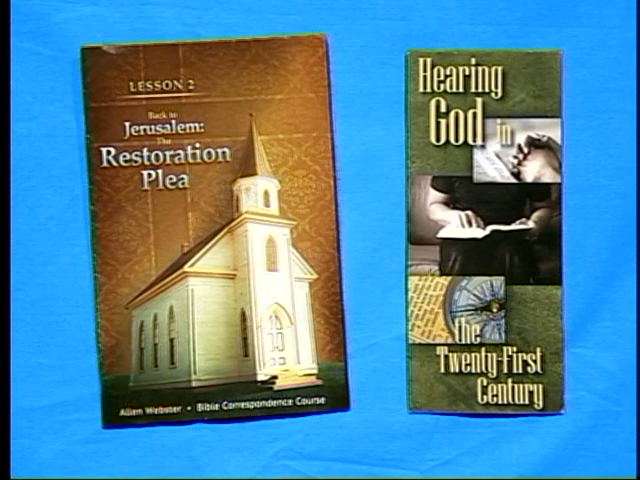 LESSON 2
Back to
Jerusalem:
The
Restoration
Plea
Allen Webster • Bible Correspondence Course
Hearing
God in
the
Twenty-First
Century